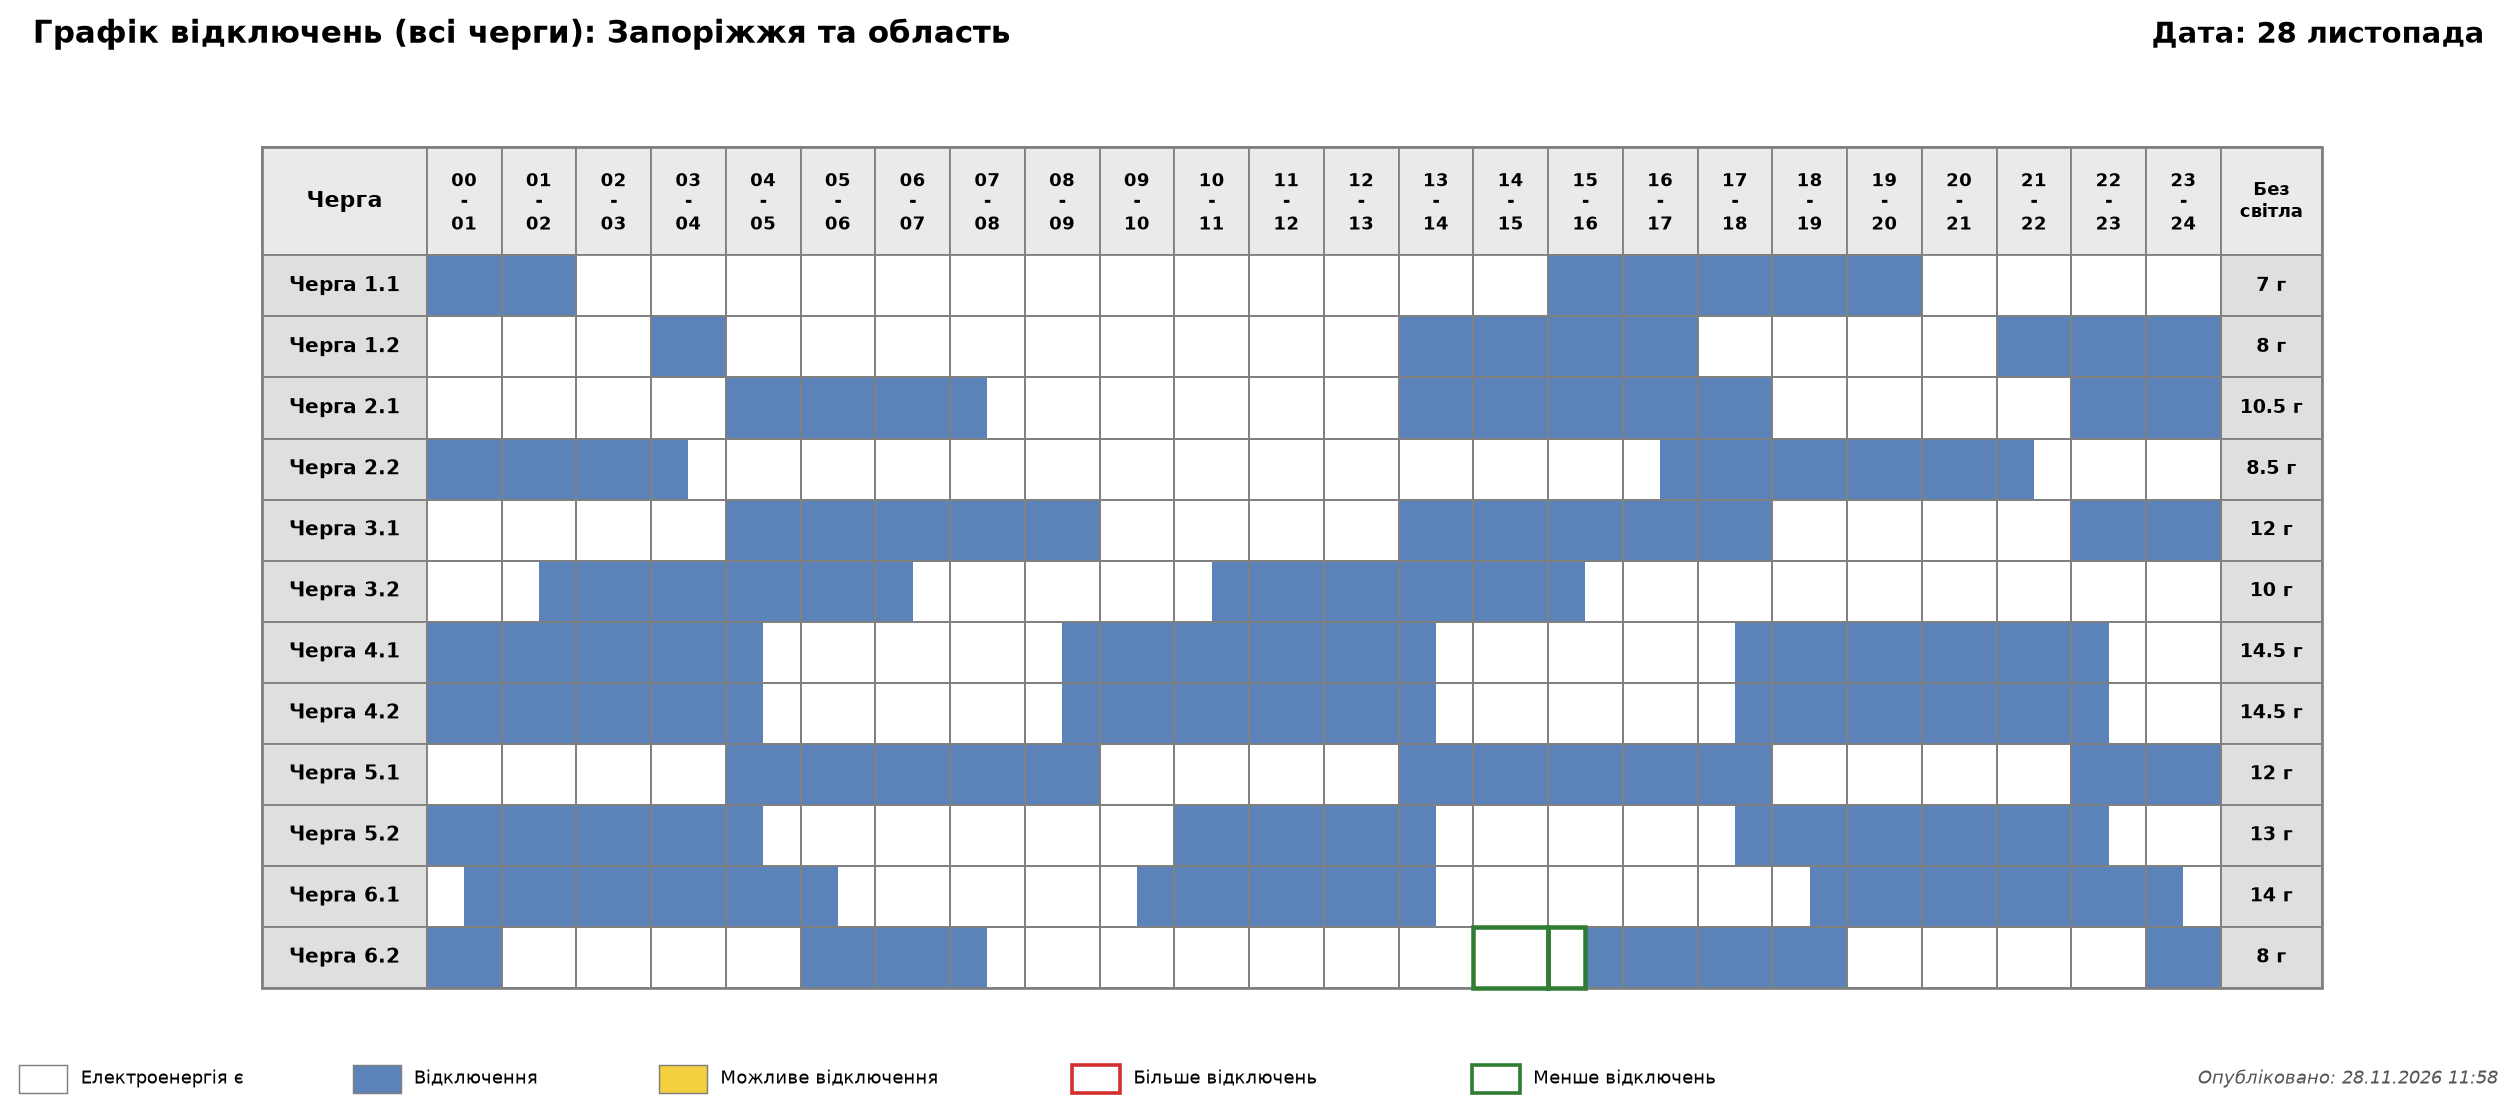 Графік відключень (всі черги): Запоріжжя та область
Дата: 28 листопада
Черга
00 - 01
01 - 02
02 - 03
03 - 04
04 - 05
05 - 06
06 - 07
07 - 08
08 - 09
09 - 10
10 - 11
11 - 12
12 - 13
13 - 14
14 - 15
15 - 16
16 - 17
17 - 18
18 - 19
19 - 20
20 - 21
21 - 22
22 - 23
23 - 24
Без світла
Черга 1.1 7 г
Черга 1.2 8 г
Черга 2.1 10.5 г
Черга 2.2 8.5 г
Черга 3.1 12 г
Черга 3.2 10 г
Черга 4.1 14.5 г
Черга 4.2 14.5 г
Черга 5.1 12 г
Черга 5.2 13 г
Черга 6.1 14 г
Черга 6.2 8 г
Електроенергія є
Відключення
Можливе відключення
Більше відключень
Менше відключень
Опубліковано: 28.11.2026 11:58